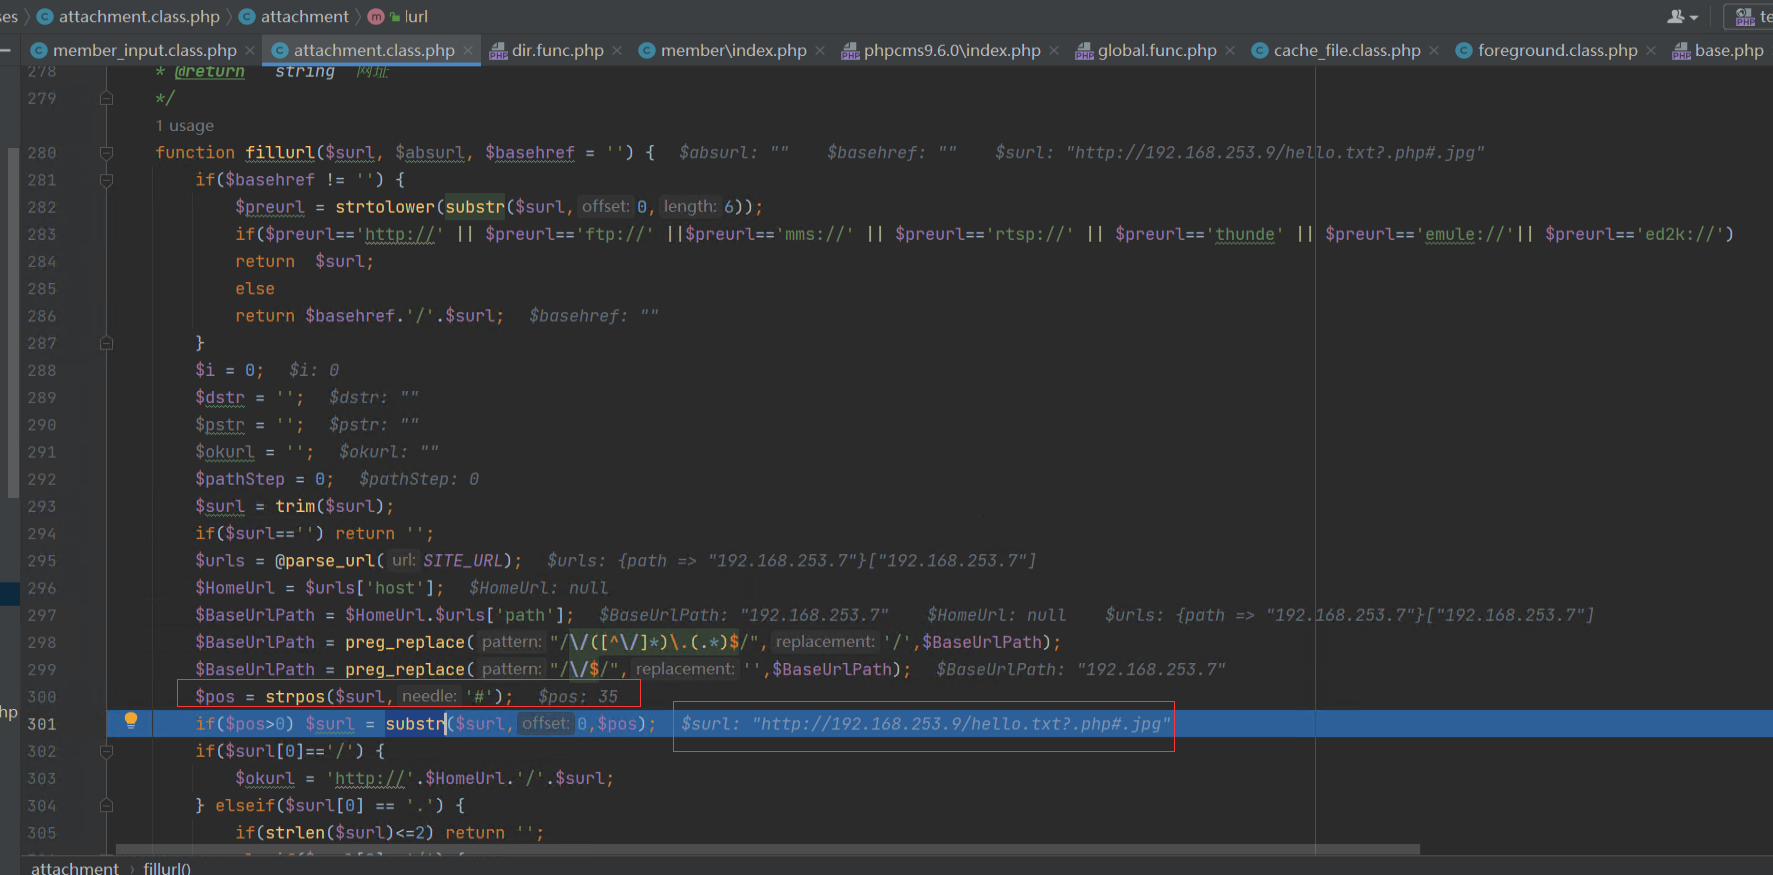 ses › attachment.class.php › attachment › lurl te
member_input.class.php × attachment.class.php × dir.func.php × member\index.php × phpcms9.6.0\index.php × global.func.php × cache_file.class.php × foreground.class.php × base.php
278 * @return string 网址
279 */
1 usage
280 function fillurl($surl, $absurl, $basehref = '') { $absurl: "" $basehref: "" $surl: "http://192.168.253.9/hello.txt?.php#.jpg"
281 if($basehref != '') {
282 $preurl = strtolower(substr($surl, offset: 0, length: 6));
283 if($preurl=='http://' || $preurl=='ftp://' ||$preurl=='mms://' || $preurl=='rtsp://' || $preurl=='thunde' || $preurl=='emule://'|| $preurl=='ed2k://')
284 return $surl;
285 else
286 return $basehref.'/'.$surl; $basehref: ""
287 }
288 $i = 0; $i: 0
289 $dstr = ''; $dstr: ""
290 $pstr = ''; $pstr: ""
291 $okurl = ''; $okurl: ""
292 $pathStep = 0; $pathStep: 0
293 $surl = trim($surl);
294 if($surl=='') return '';
295 $urls = @parse_url( url: SITE_URL); $urls: {path => "192.168.253.7"}["192.168.253.7"]
296 $HomeUrl = $urls['host']; $HomeUrl: null
297 $BaseUrlPath = $HomeUrl.$urls['path']; $BaseUrlPath: "192.168.253.7" $HomeUrl: null $urls: {path => "192.168.253.7"}["192.168.253.7"]
298 $BaseUrlPath = preg_replace( pattern: "/\/([^\/]*)\.(.*)$/", replacement: '/',$BaseUrlPath);
299 $BaseUrlPath = preg_replace( pattern: "/\/$/", replacement: '',$BaseUrlPath); $BaseUrlPath: "192.168.253.7"
300 $pos = strpos($surl, needle: '#'); $pos: 35
hp
301 if($pos>0) $surl = substr($surl, offset: 0,$pos); $surl: "http://192.168.253.9/hello.txt?.php#.jpg"
302 if($surl[0]=='/') {
303 $okurl = 'http://'.$HomeUrl.'/'.$surl;
304 } elseif($surl[0] == '.') {
305 if(strlen($surl)<=2) return '';
attachment › fillurl()